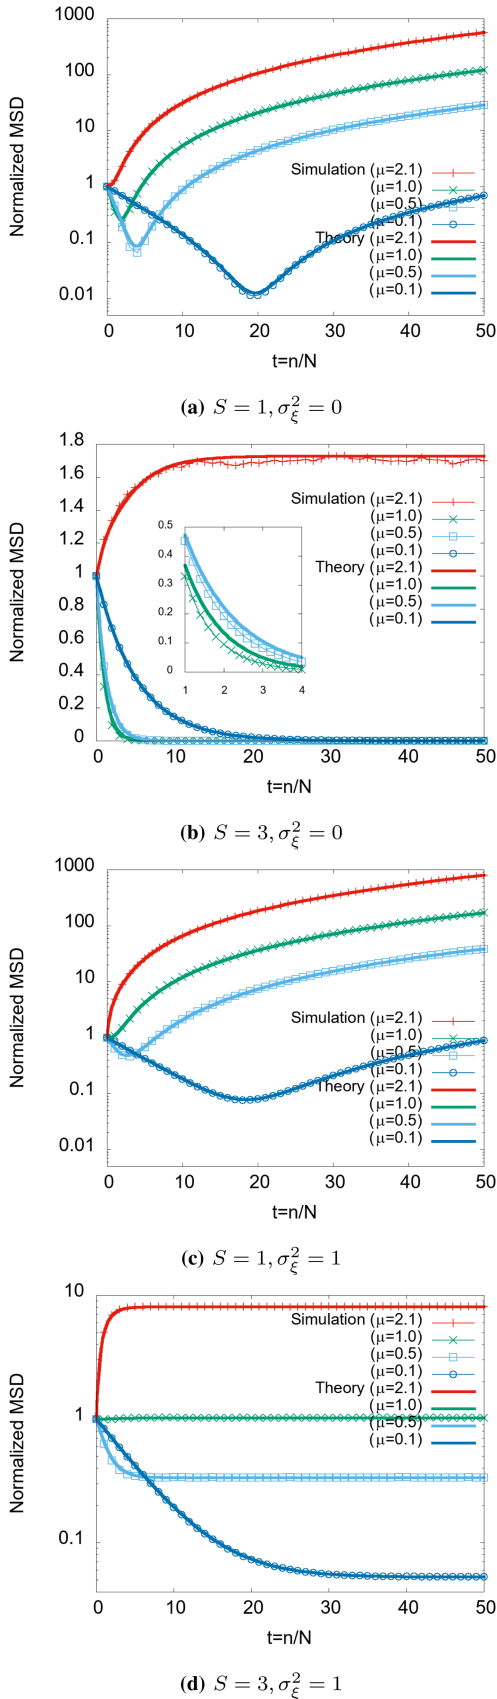 1000
100
10
1
0.1
0.01
Normalized MSD
Simulation (μ=2.1)
(μ=1.0)
(μ=0.5)
(μ=0.1)
Theory (μ=2.1)
(μ=1.0)
(μ=0.5)
(μ=0.1)
0 10 20 30 40 50
t=n/N
(a) S = 1, σ²_ξ = 0
1.8
1.6
1.4
1.2
1
0.8
0.6
0.4
0.2
0
Normalized MSD
Simulation (μ=2.1)
(μ=1.0)
(μ=0.5)
(μ=0.1)
Theory (μ=2.1)
(μ=1.0)
(μ=0.5)
(μ=0.1)
0.5
0.4
0.3
0.2
0.1
0
1 2 3 4
0 10 20 30 40 50
t=n/N
(b) S = 3, σ²_ξ = 0
1000
100
10
1
0.1
0.01
Normalized MSD
Simulation (μ=2.1)
(μ=1.0)
(μ=0.5)
(μ=0.1)
Theory (μ=2.1)
(μ=1.0)
(μ=0.5)
(μ=0.1)
0 10 20 30 40 50
t=n/N
(c) S = 1, σ²_ξ = 1
10
1
0.1
Normalized MSD
Simulation (μ=2.1)
(μ=1.0)
(μ=0.5)
(μ=0.1)
Theory (μ=2.1)
(μ=1.0)
(μ=0.5)
(μ=0.1)
0 10 20 30 40 50
t=n/N
(d) S = 3, σ²_ξ = 1